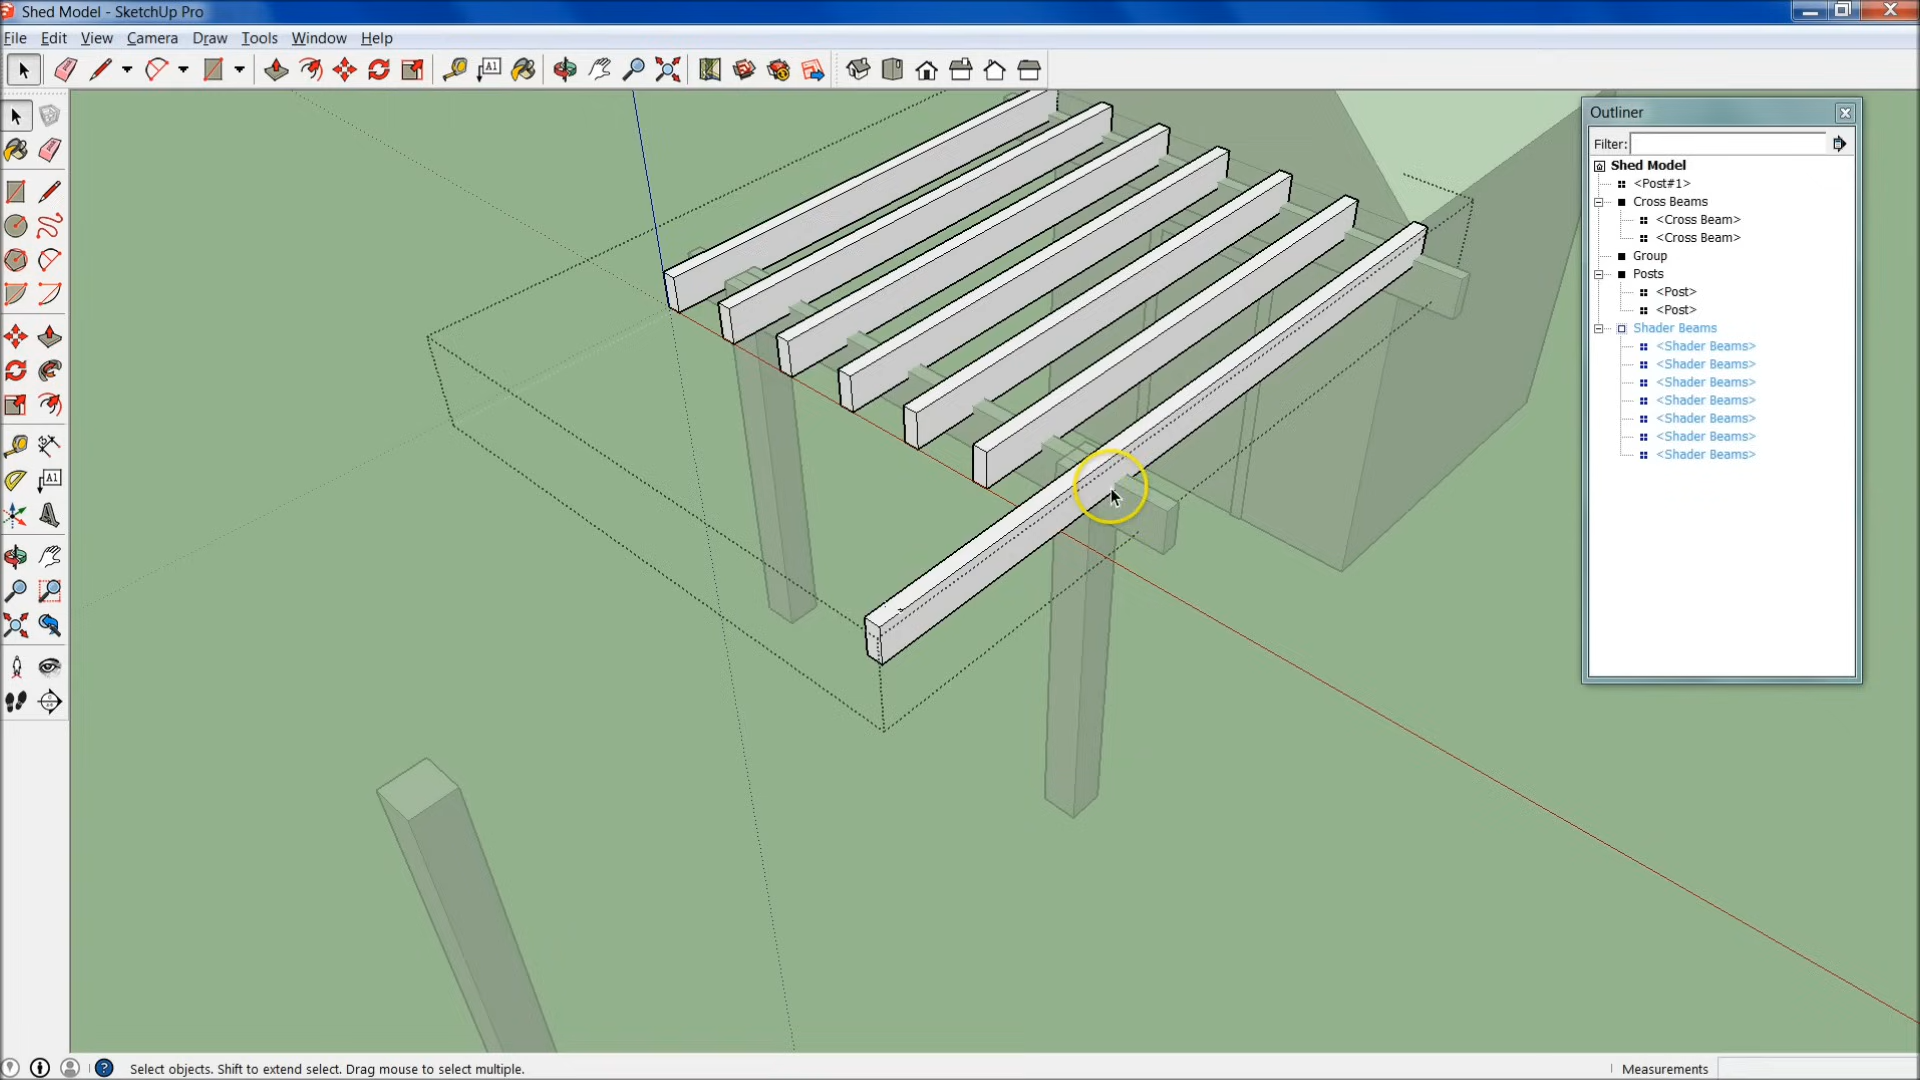 Shed Model - SketchUp Pro
File Edit View Camera Draw Tools Window Help
Outliner
Filter:
Shed Model
<Post#1>
Cross Beams
<Cross Beam>
<Cross Beam>
Group
Posts
<Post>
<Post>
Shader Beams
<Shader Beams>
<Shader Beams>
<Shader Beams>
<Shader Beams>
<Shader Beams>
<Shader Beams>
<Shader Beams>
Select objects. Shift to extend select. Drag mouse to select multiple.
Measurements